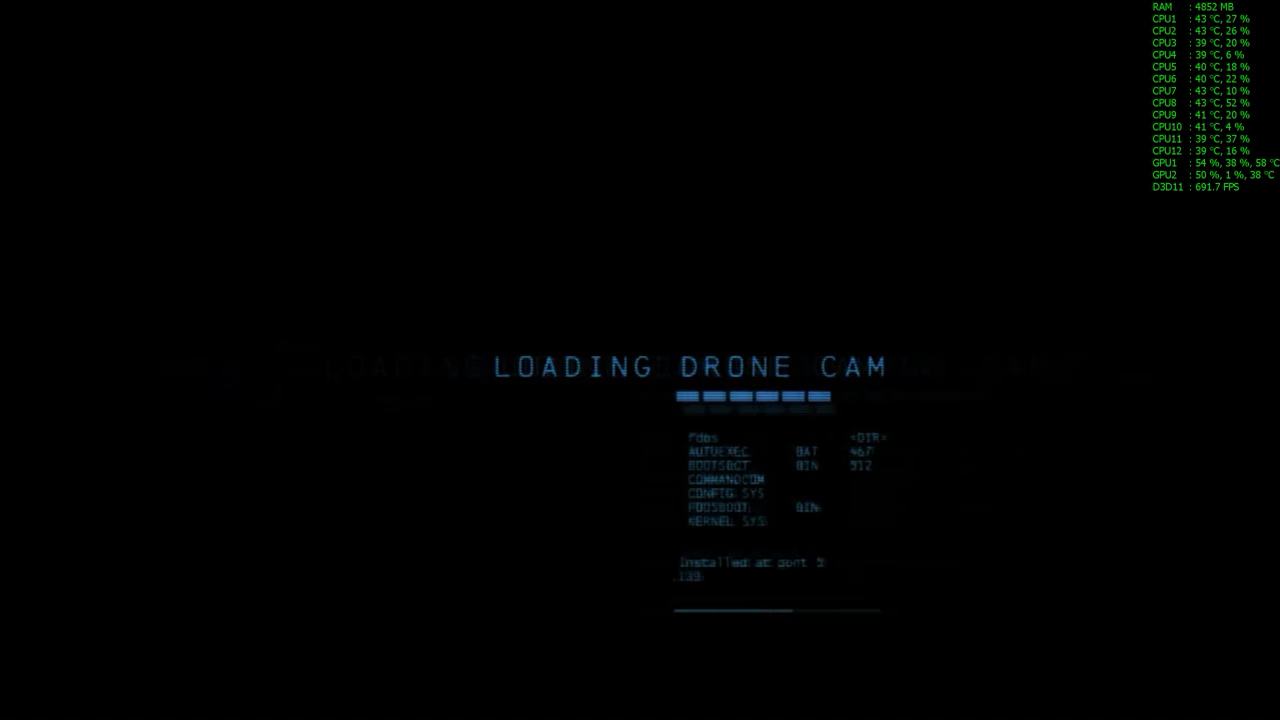 RAM : 4852 MB
CPU1 : 43 °C, 27 %
CPU2 : 43 °C, 26 %
CPU3 : 39 °C, 20 %
CPU4 : 39 °C, 6 %
CPU5 : 40 °C, 18 %
CPU6 : 40 °C, 22 %
CPU7 : 43 °C, 10 %
CPU8 : 43 °C, 52 %
CPU9 : 41 °C, 20 %
CPU10 : 41 °C, 4 %
CPU11 : 39 °C, 37 %
CPU12 : 39 °C, 16 %
GPU1 : 54 %, 38 %, 58 °C
GPU2 : 50 %, 1 %, 38 °C
D3D11 : 691.7 FPS
LOADING DRONE CAM
<DIR>
AUTOEXEC BAT 467
BOOTSECT BIN 512
COMMANDCOM
CONFIG SYS
BIN
KERNEL SYS
Installed at port